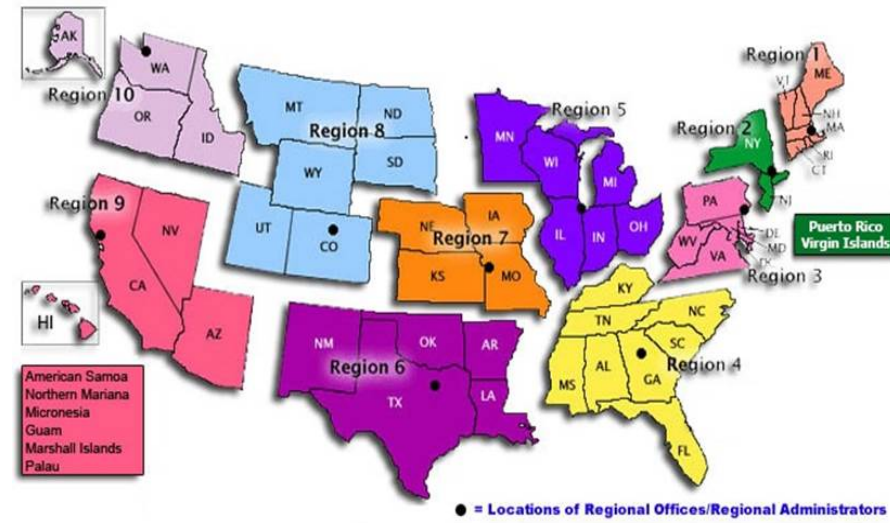 AK
WA
Region 10
OR
ID
MT
ND
Region 8
SD
WY
UT
CO
Region 9
NV
CA
AZ
HI
American Samoa
Northern Mariana
Micronesia
Guam
Marshall Islands
Palau
NE
IA
Region 7
KS
MO
NM
OK
AR
Region 6
TX
LA
Region 5
MN
WI
MI
IL
IN
OH
Region 1
ME
VT
NH
MA
RI
CT
Region 2
NY
NJ
Puerto Rico
Virgin Islands
PA
DE
MD
DC
WV
VA
Region 3
KY
TN
NC
SC
Region 4
MS
AL
GA
FL
= Locations of Regional Offices/Regional Administrators